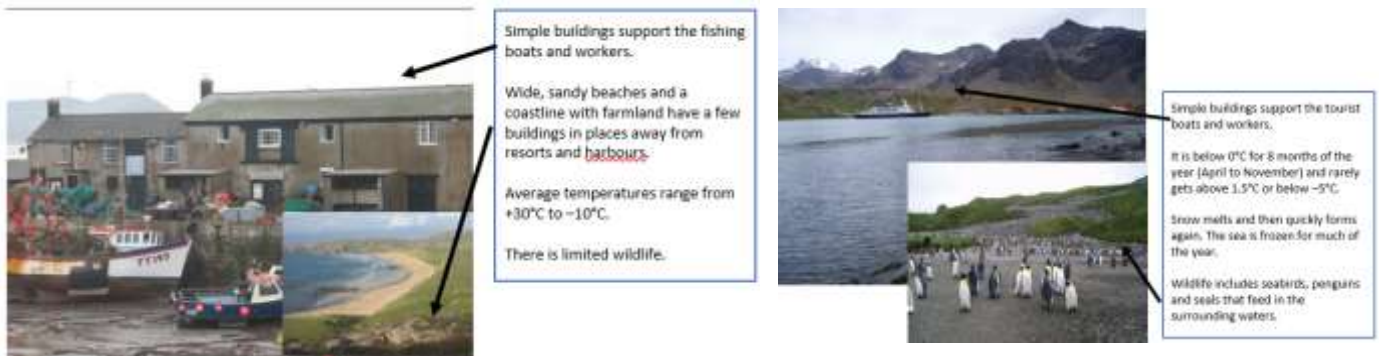 Simple buildings support the fishing
boats and workers.
Wide, sandy beaches and a
coastline with farmland have a few
buildings in places away from
resorts and harbours.
Average temperatures range from
+30°C to −10°C.
There is limited wildlife.
Simple buildings support the tourist
boats and workers.
It is below 0°C for 8 months of the
year (April to November) and rarely
gets above 1.5°C or below −5°C.
Snow melts and then quickly forms
again. The sea is frozen for much of
the year.
Wildlife includes seabirds, penguins
and seals that feed in the
surrounding waters.